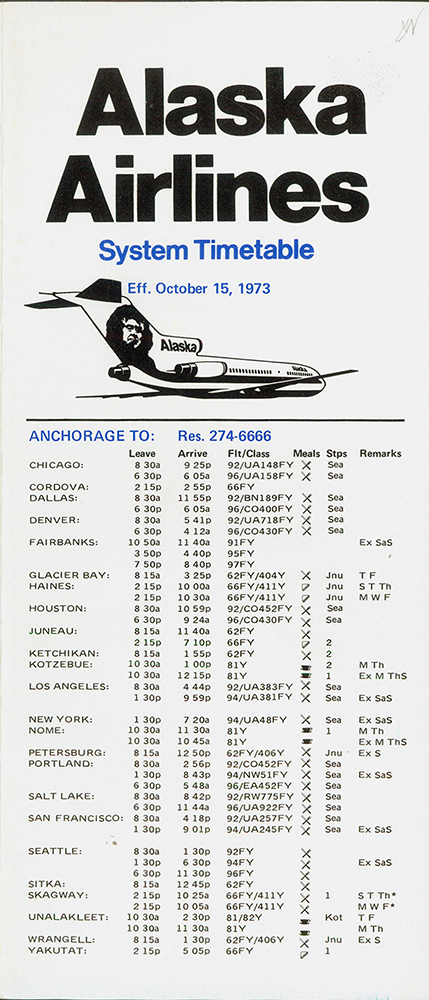 Alaska
Airlines
System Timetable
Eff. October 15, 1973
Alaska
Alaska
ANCHORAGE TO: Res. 274-6666
Leave Arrive Flt/Class Meals Stps Remarks
CHICAGO: 8 30a 9 25p 92/UA148FY Sea
6 30p 6 05a 96/UA158FY Sea
CORDOVA: 2 15p 2 55p 66FY
DALLAS: 8 30a 11 55p 92/BN189FY Sea
6 30p 6 05a 96/CO400FY Sea
DENVER: 8 30a 5 41p 92/UA718FY Sea
6 30p 4 12a 96/CO430FY Sea
FAIRBANKS: 10 50a 11 40a 91FY Ex SaS
3 50p 4 40p 95FY
7 50p 8 40p 97FY
GLACIER BAY: 8 15a 3 25p 62FY/404Y Jnu T F
HAINES: 2 15p 10 00a 66FY/411Y Jnu S T Th
2 15p 10 30a 66FY/411Y Jnu M W F
HOUSTON: 8 30a 10 59p 92/CO452FY Sea
6 30p 9 24a 96/CO430FY Sea
JUNEAU: 8 15a 11 40a 62FY
2 15p 7 10p 66FY 2
KETCHIKAN: 8 15a 1 55p 62FY 2
KOTZEBUE: 10 30a 1 00p 81Y 2 M Th
10 30a 12 15p 81Y 1 Ex M ThS
LOS ANGELES: 8 30a 4 44p 92/UA383FY Sea
1 30p 9 59p 94/UA381FY Sea Ex SaS
NEW YORK: 1 30p 7 20a 94/UA48FY Sea Ex SaS
NOME: 10 30a 11 30a 81Y 1 M Th
10 30a 10 45a 81Y Ex M ThS
PETERSBURG: 8 15a 12 50p 62FY/406Y Jnu Ex S
PORTLAND: 8 30a 2 56p 92/CO452FY Sea
1 30p 8 43p 94/NW51FY Sea Ex SaS
6 30p 5 48a 96/EA452FY Sea
SALT LAKE: 8 30a 8 42p 92/RW775FY Sea
6 30p 11 44a 96/UA922FY Sea
SAN FRANCISCO: 8 30a 4 18p 92/UA257FY Sea
1 30p 9 01p 94/UA245FY Sea Ex SaS
SEATTLE: 8 30a 1 30p 92FY
1 30p 6 30p 94FY Ex SaS
6 30p 11 30p 96FY
SITKA: 8 15a 12 45p 62FY
SKAGWAY: 2 15p 10 25a 66FY/411Y 1 S T Th*
2 15p 10 05a 66FY/411Y M W F*
UNALAKLEET: 10 30a 2 30p 81/82Y Kot T F
10 30a 11 30a 81Y M Th
WRANGELL: 8 15a 1 30p 62FY/406Y Jnu Ex S
YAKUTAT: 2 15p 5 05p 66FY 1